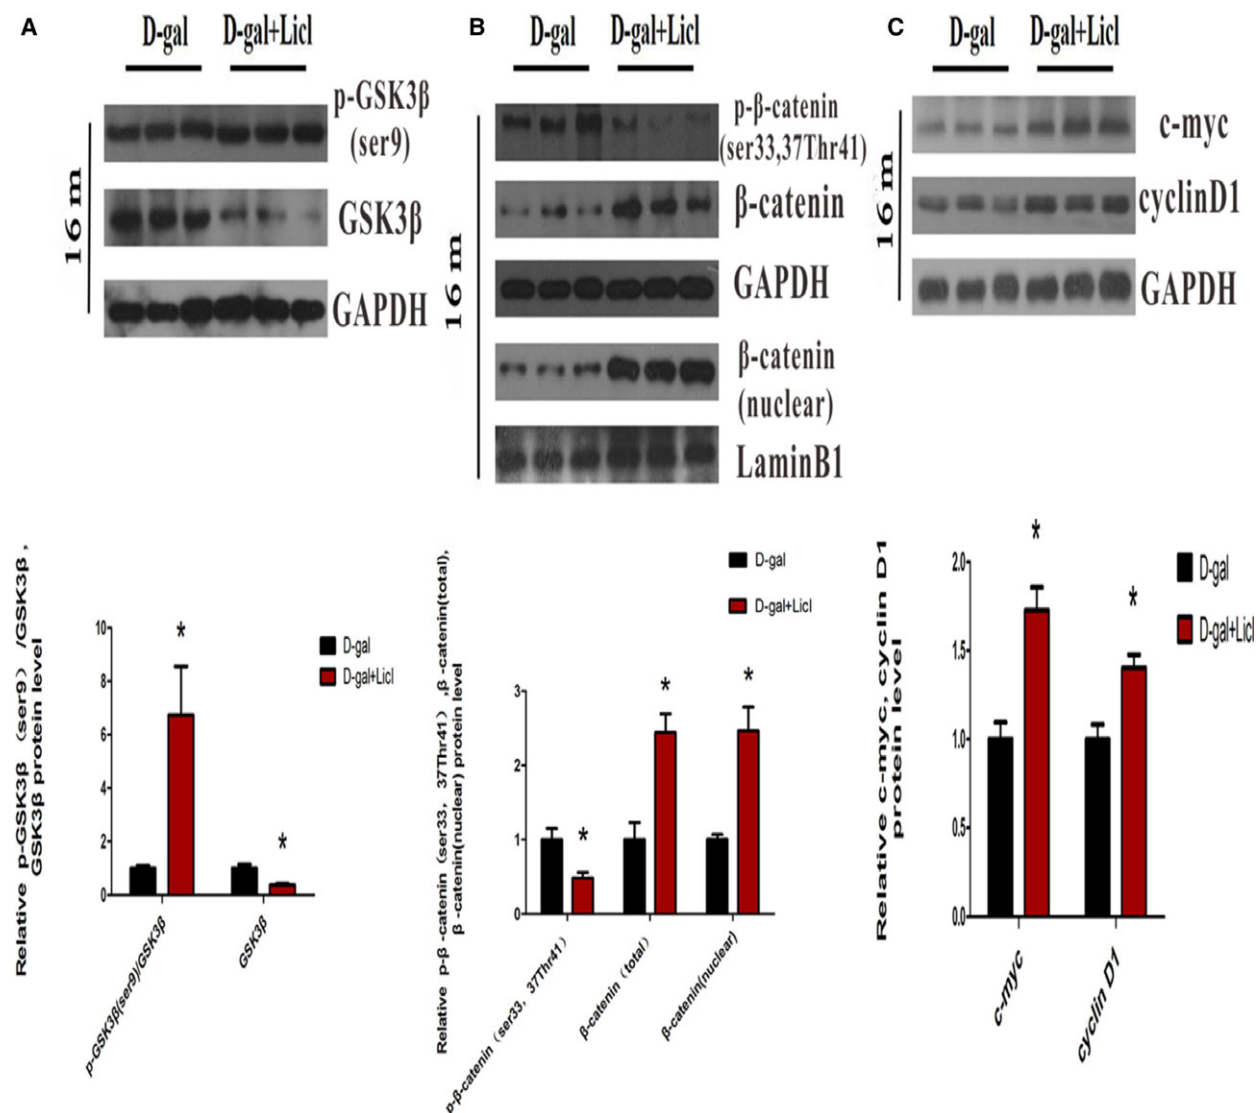 A
D-gal
D-gal+Licl
p-GSK3β
(ser9)
GSK3β
GAPDH
16 m
B
D-gal
D-gal+Licl
p-β-catenin
(ser33,37Thr41)
β-catenin
GAPDH
β-catenin
(nuclear)
LaminB1
16 m
C
D-gal
D-gal+Licl
c-myc
cyclinD1
GAPDH
16 m
Relative p-GSK3β (ser9) /GSK3β,
GSK3β protein level
10
8
6
4
2
0
*
*
D-gal
D-gal+Licl
p-GSK3β(ser9)/GSK3β
GSK3β
Relative p-β-catenin (ser33, 37Thr41) ,β-catenin(total),
β-catenin(nuclear) protein level
D-gal
D-gal+Licl
3
2
1
0
*
*
*
p-β-catenin (ser33, 37Thr41)
β-catenin (total)
β-catenin(nuclear)
Relative c-myc, cyclin D1
protein level
2.0
1.5
1.0
0.5
0.0
*
*
D-gal
D-gal+Licl
c-myc
cyclin D1